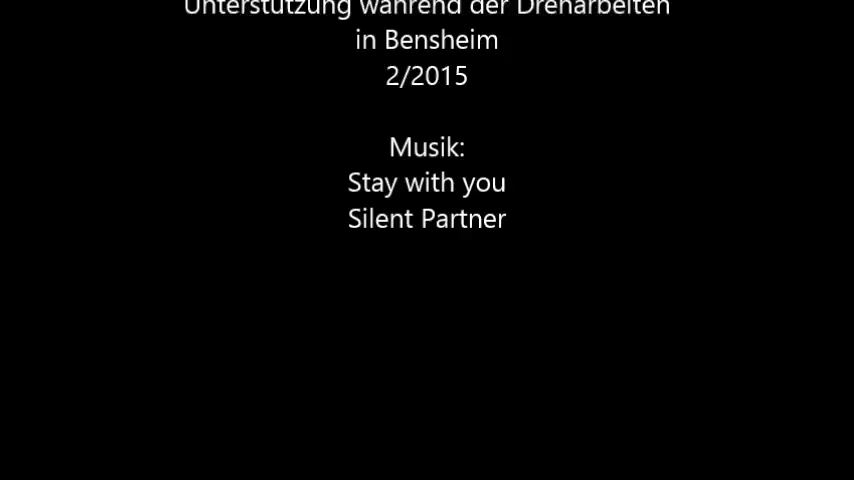 Unterstützung während der Dreharbeiten
in Bensheim
2/2015
Musik:
Stay with you
Silent Partner